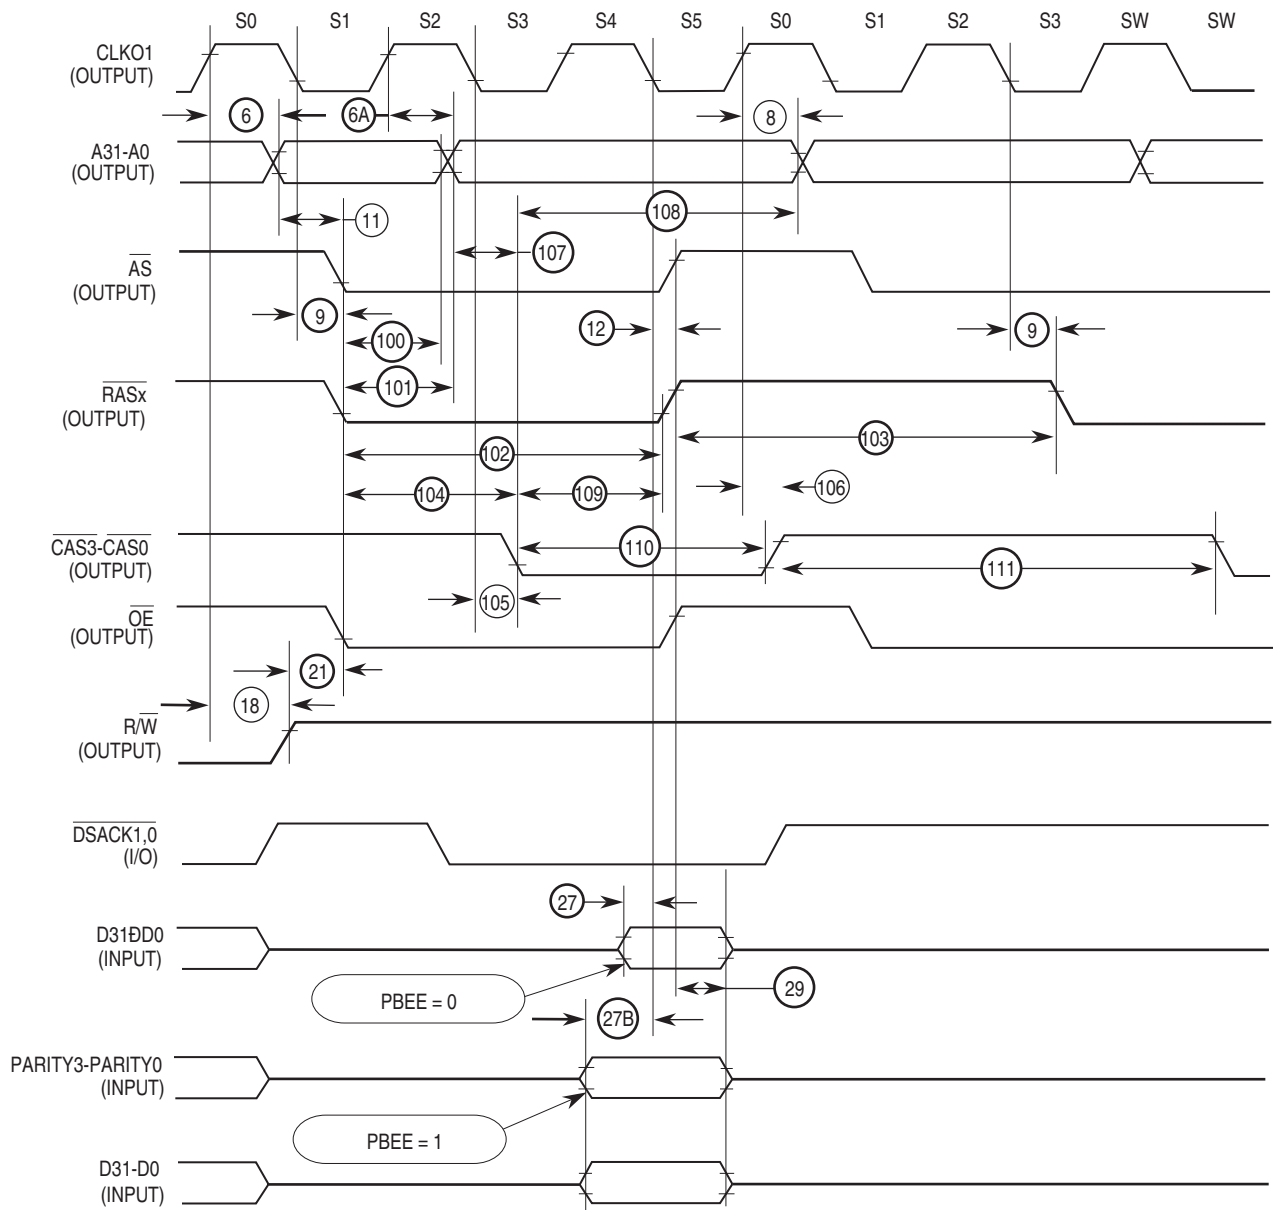 S0 S1 S2 S3 S4 S5 S0 S1 S2 S3 SW SW
CLKO1
(OUTPUT)
6 6A 8
A31-A0
(OUTPUT)
11 108
107
AS
(OUTPUT)
9 12 9
100
RASx
(OUTPUT)
101
103
102
104 109 106
CAS3-CAS0
(OUTPUT)
110
111
105
OE
(OUTPUT)
21
18
R/W
(OUTPUT)
DSACK1,0
(I/O)
27
D31ÐD0
(INPUT)
PBEE = 0
29
27B
PARITY3-PARITY0
(INPUT)
PBEE = 1
D31-D0
(INPUT)